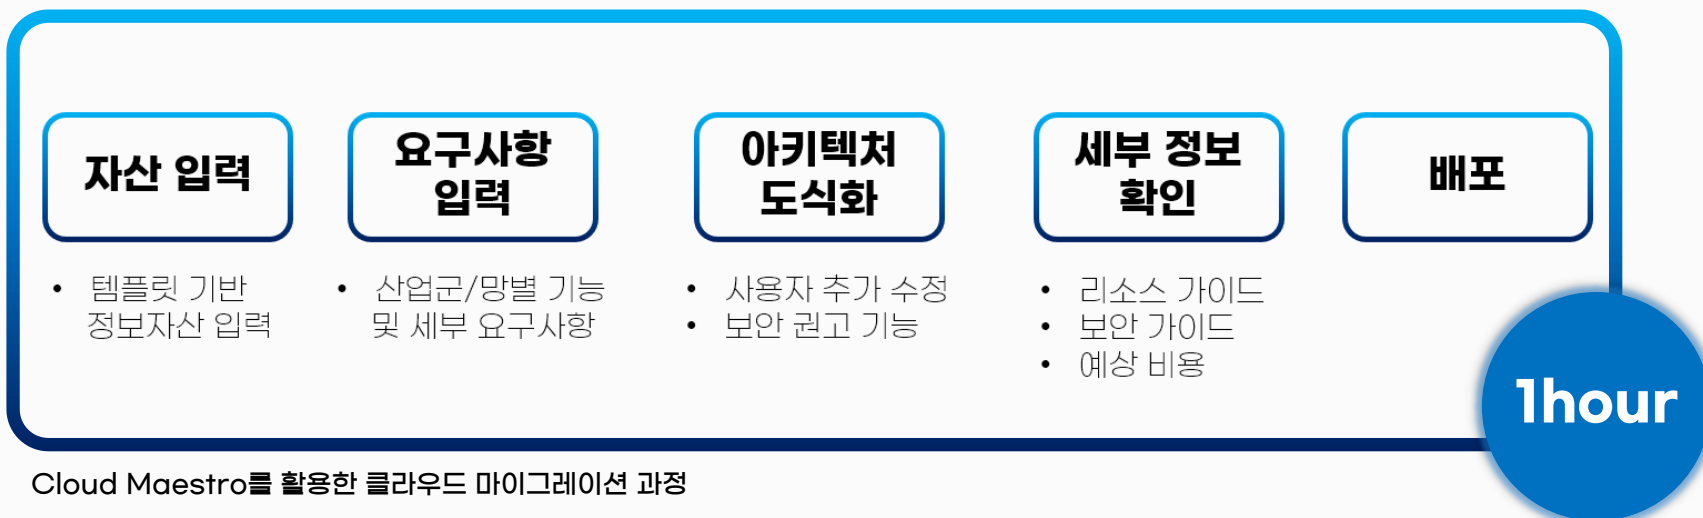 자산 입력
요구사항
입력
아키텍처
도식화
세부 정보
확인
배포
• 템플릿 기반
정보자산 입력
• 산업군/망별 기능
및 세부 요구사항
• 사용자 추가 수정
• 보안 권고 기능
• 리소스 가이드
• 보안 가이드
• 예상 비용
1hour
Cloud Maestro를 활용한 클라우드 마이그레이션 과정